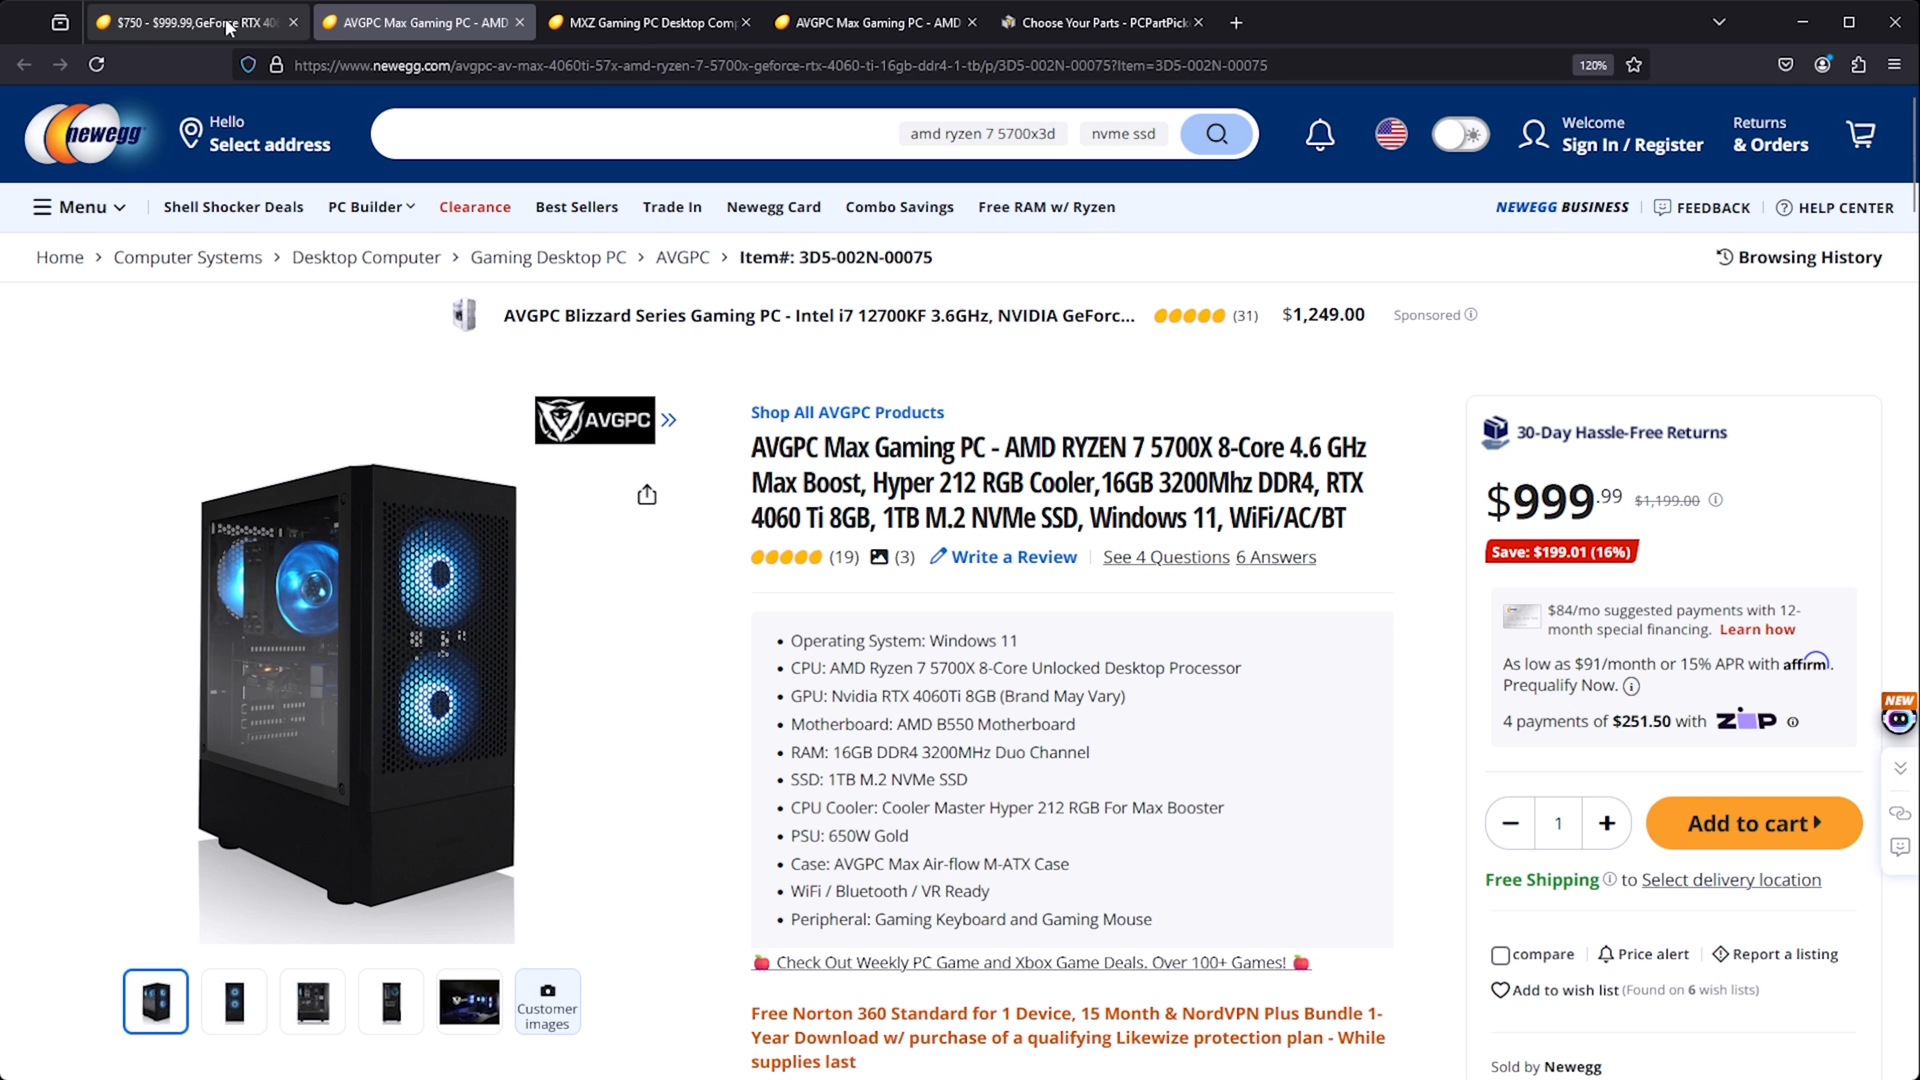 $750 - $999.99,GeForce RTX 40
AVGPC Max Gaming PC - AMD
MXZ Gaming PC Desktop Com
AVGPC Max Gaming PC - AMD
Choose Your Parts - PCPartPick
https://www.newegg.com/avgpc-av-max-4060ti-57x-amd-ryzen-7-5700x-geforce-rtx-4060-ti-16gb-ddr4-1-tb/p/3D5-002N-00075?Item=3D5-002N-00075
120%
newegg
Hello
Select address
amd ryzen 7 5700x3d
nvme ssd
Welcome
Sign In / Register
Returns
& Orders
Menu
Shell Shocker Deals
PC Builder
Clearance
Best Sellers
Trade In
Newegg Card
Combo Savings
Free RAM w/ Ryzen
NEWEGG BUSINESS
FEEDBACK
HELP CENTER
Home > Computer Systems > Desktop Computer > Gaming Desktop PC > AVGPC > Item#: 3D5-002N-00075
Browsing History
AVGPC Blizzard Series Gaming PC - Intel i7 12700KF 3.6GHz, NVIDIA GeForc...
(31)
$1,249.00
Sponsored
AVGPC
Shop All AVGPC Products
AVGPC Max Gaming PC - AMD RYZEN 7 5700X 8-Core 4.6 GHz
Max Boost, Hyper 212 RGB Cooler,16GB 3200Mhz DDR4, RTX
4060 Ti 8GB, 1TB M.2 NVMe SSD, Windows 11, WiFi/AC/BT
(19)
(3)
Write a Review
See 4 Questions 6 Answers
• Operating System: Windows 11
• CPU: AMD Ryzen 7 5700X 8-Core Unlocked Desktop Processor
• GPU: Nvidia RTX 4060Ti 8GB (Brand May Vary)
• Motherboard: AMD B550 Motherboard
• RAM: 16GB DDR4 3200MHz Duo Channel
• SSD: 1TB M.2 NVMe SSD
• CPU Cooler: Cooler Master Hyper 212 RGB For Max Booster
• PSU: 650W Gold
• Case: AVGPC Max Air-flow M-ATX Case
• WiFi / Bluetooth / VR Ready
• Peripheral: Gaming Keyboard and Gaming Mouse
Check Out Weekly PC Game and Xbox Game Deals. Over 100+ Games!
Free Norton 360 Standard for 1 Device, 15 Month & NordVPN Plus Bundle 1-
Year Download w/ purchase of a qualifying Likewize protection plan - While
supplies last
Customer
images
30-Day Hassle-Free Returns
$999.99 $1,199.00
Save: $199.01 (16%)
$84/mo suggested payments with 12-
month special financing. Learn how
As low as $91/month or 15% APR with affirm.
Prequalify Now.
4 payments of $251.50 with ZIP
1
Add to cart
Free Shipping to Select delivery location
compare
Price alert
Report a listing
Add to wish list (Found on 6 wish lists)
Sold by Newegg
NEW